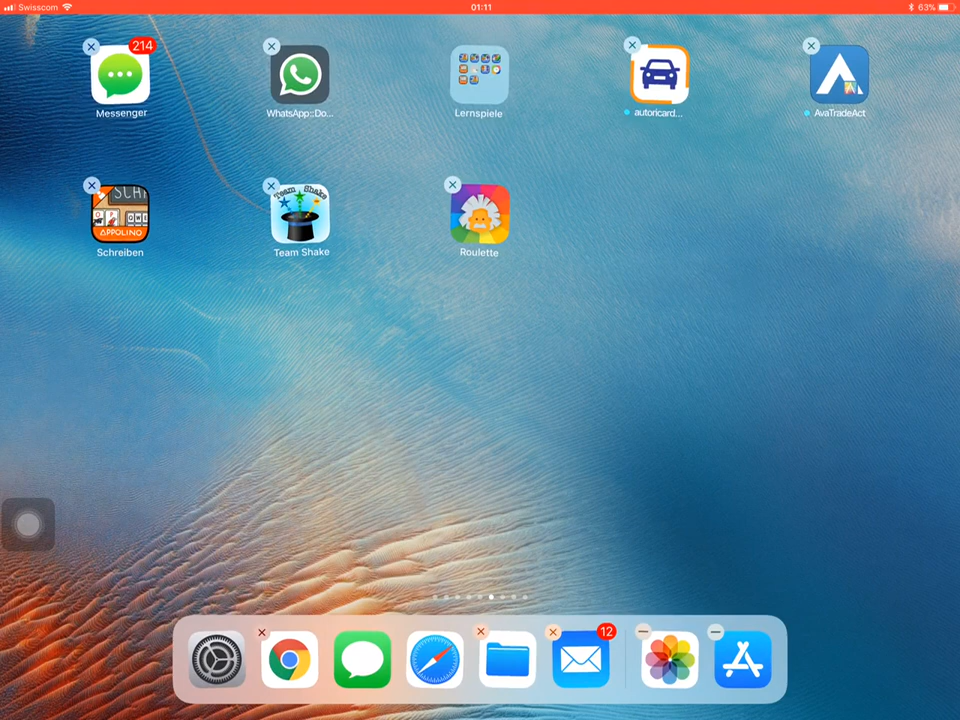 Swisscom
01:11
63%
214
Messenger
WhatsApp::Do...
Lernspiele
autoricard...
AvaTradeAct
SCH
APPOLINO
Schreiben
Team Shake
Team Shake
Roulette
12